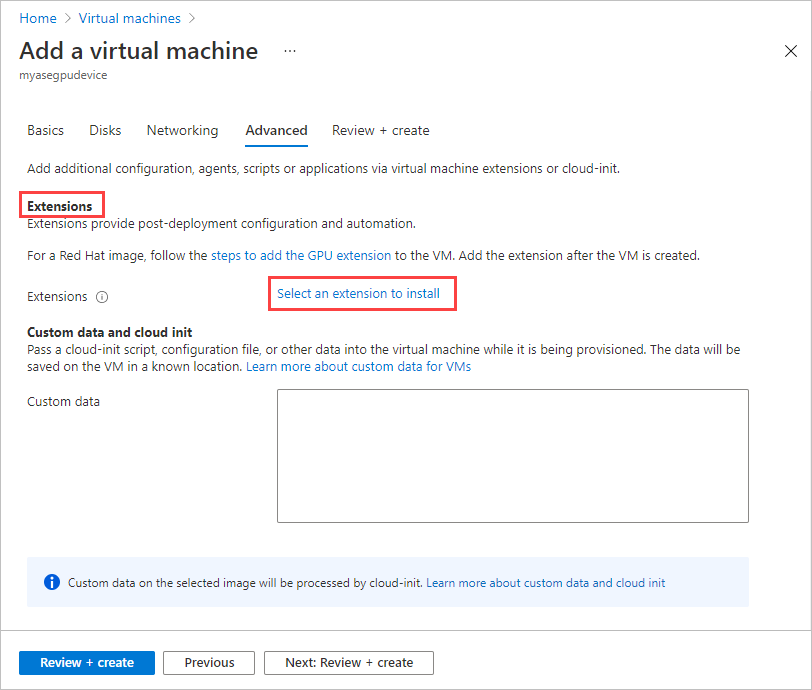 Home > Virtual machines >
Add a virtual machine ...
myasegpudevice
Basics Disks Networking Advanced Review + create
Add additional configuration, agents, scripts or applications via virtual machine extensions or cloud-init.
Extensions
Extensions provide post-deployment configuration and automation.
For a Red Hat image, follow the steps to add the GPU extension to the VM. Add the extension after the VM is created.
Extensions
Select an extension to install
Custom data and cloud init
Pass a cloud-init script, configuration file, or other data into the virtual machine while it is being provisioned. The data will be
saved on the VM in a known location. Learn more about custom data for VMs
Custom data
Custom data on the selected image will be processed by cloud-init. Learn more about custom data and cloud init
Review + create Previous Next: Review + create